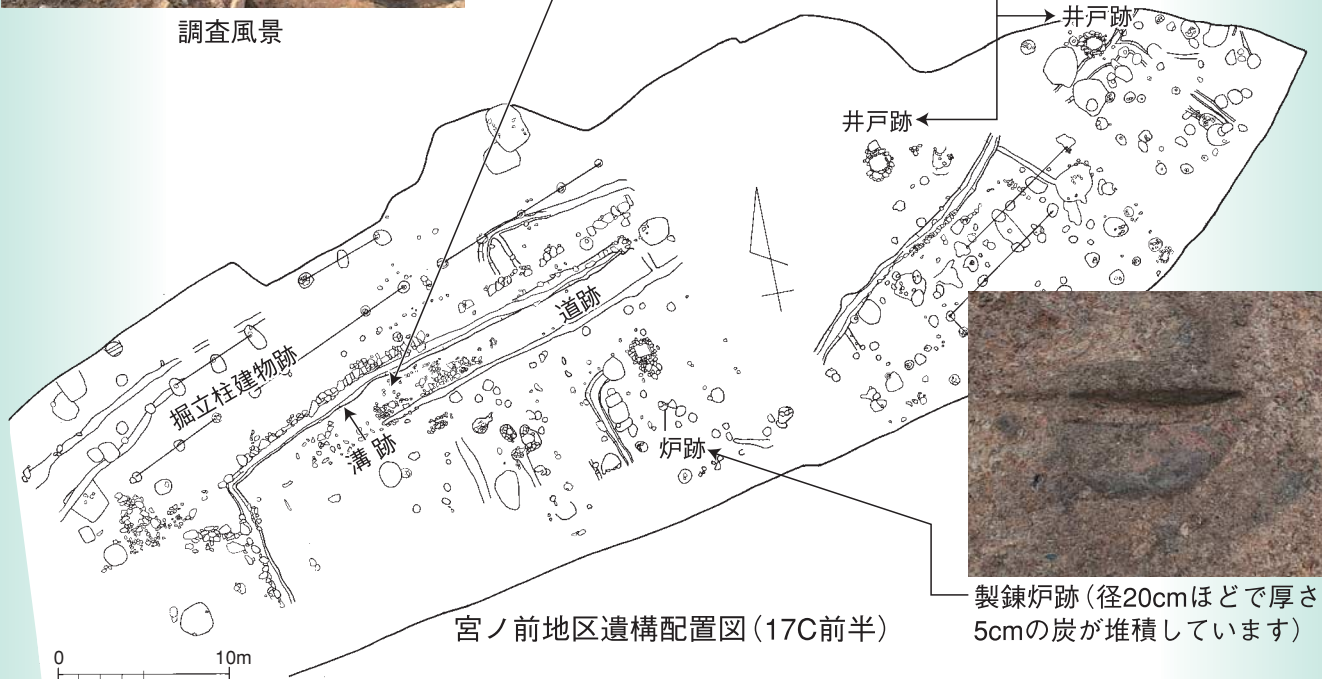 調査風景
井戸跡
井戸跡
道跡
掘立柱建物跡
溝跡
炉跡
製錬炉跡（径20cmほどで厚さ
5cmの炭が堆積しています）
宮ノ前地区遺構配置図（17C前半）
0 10m